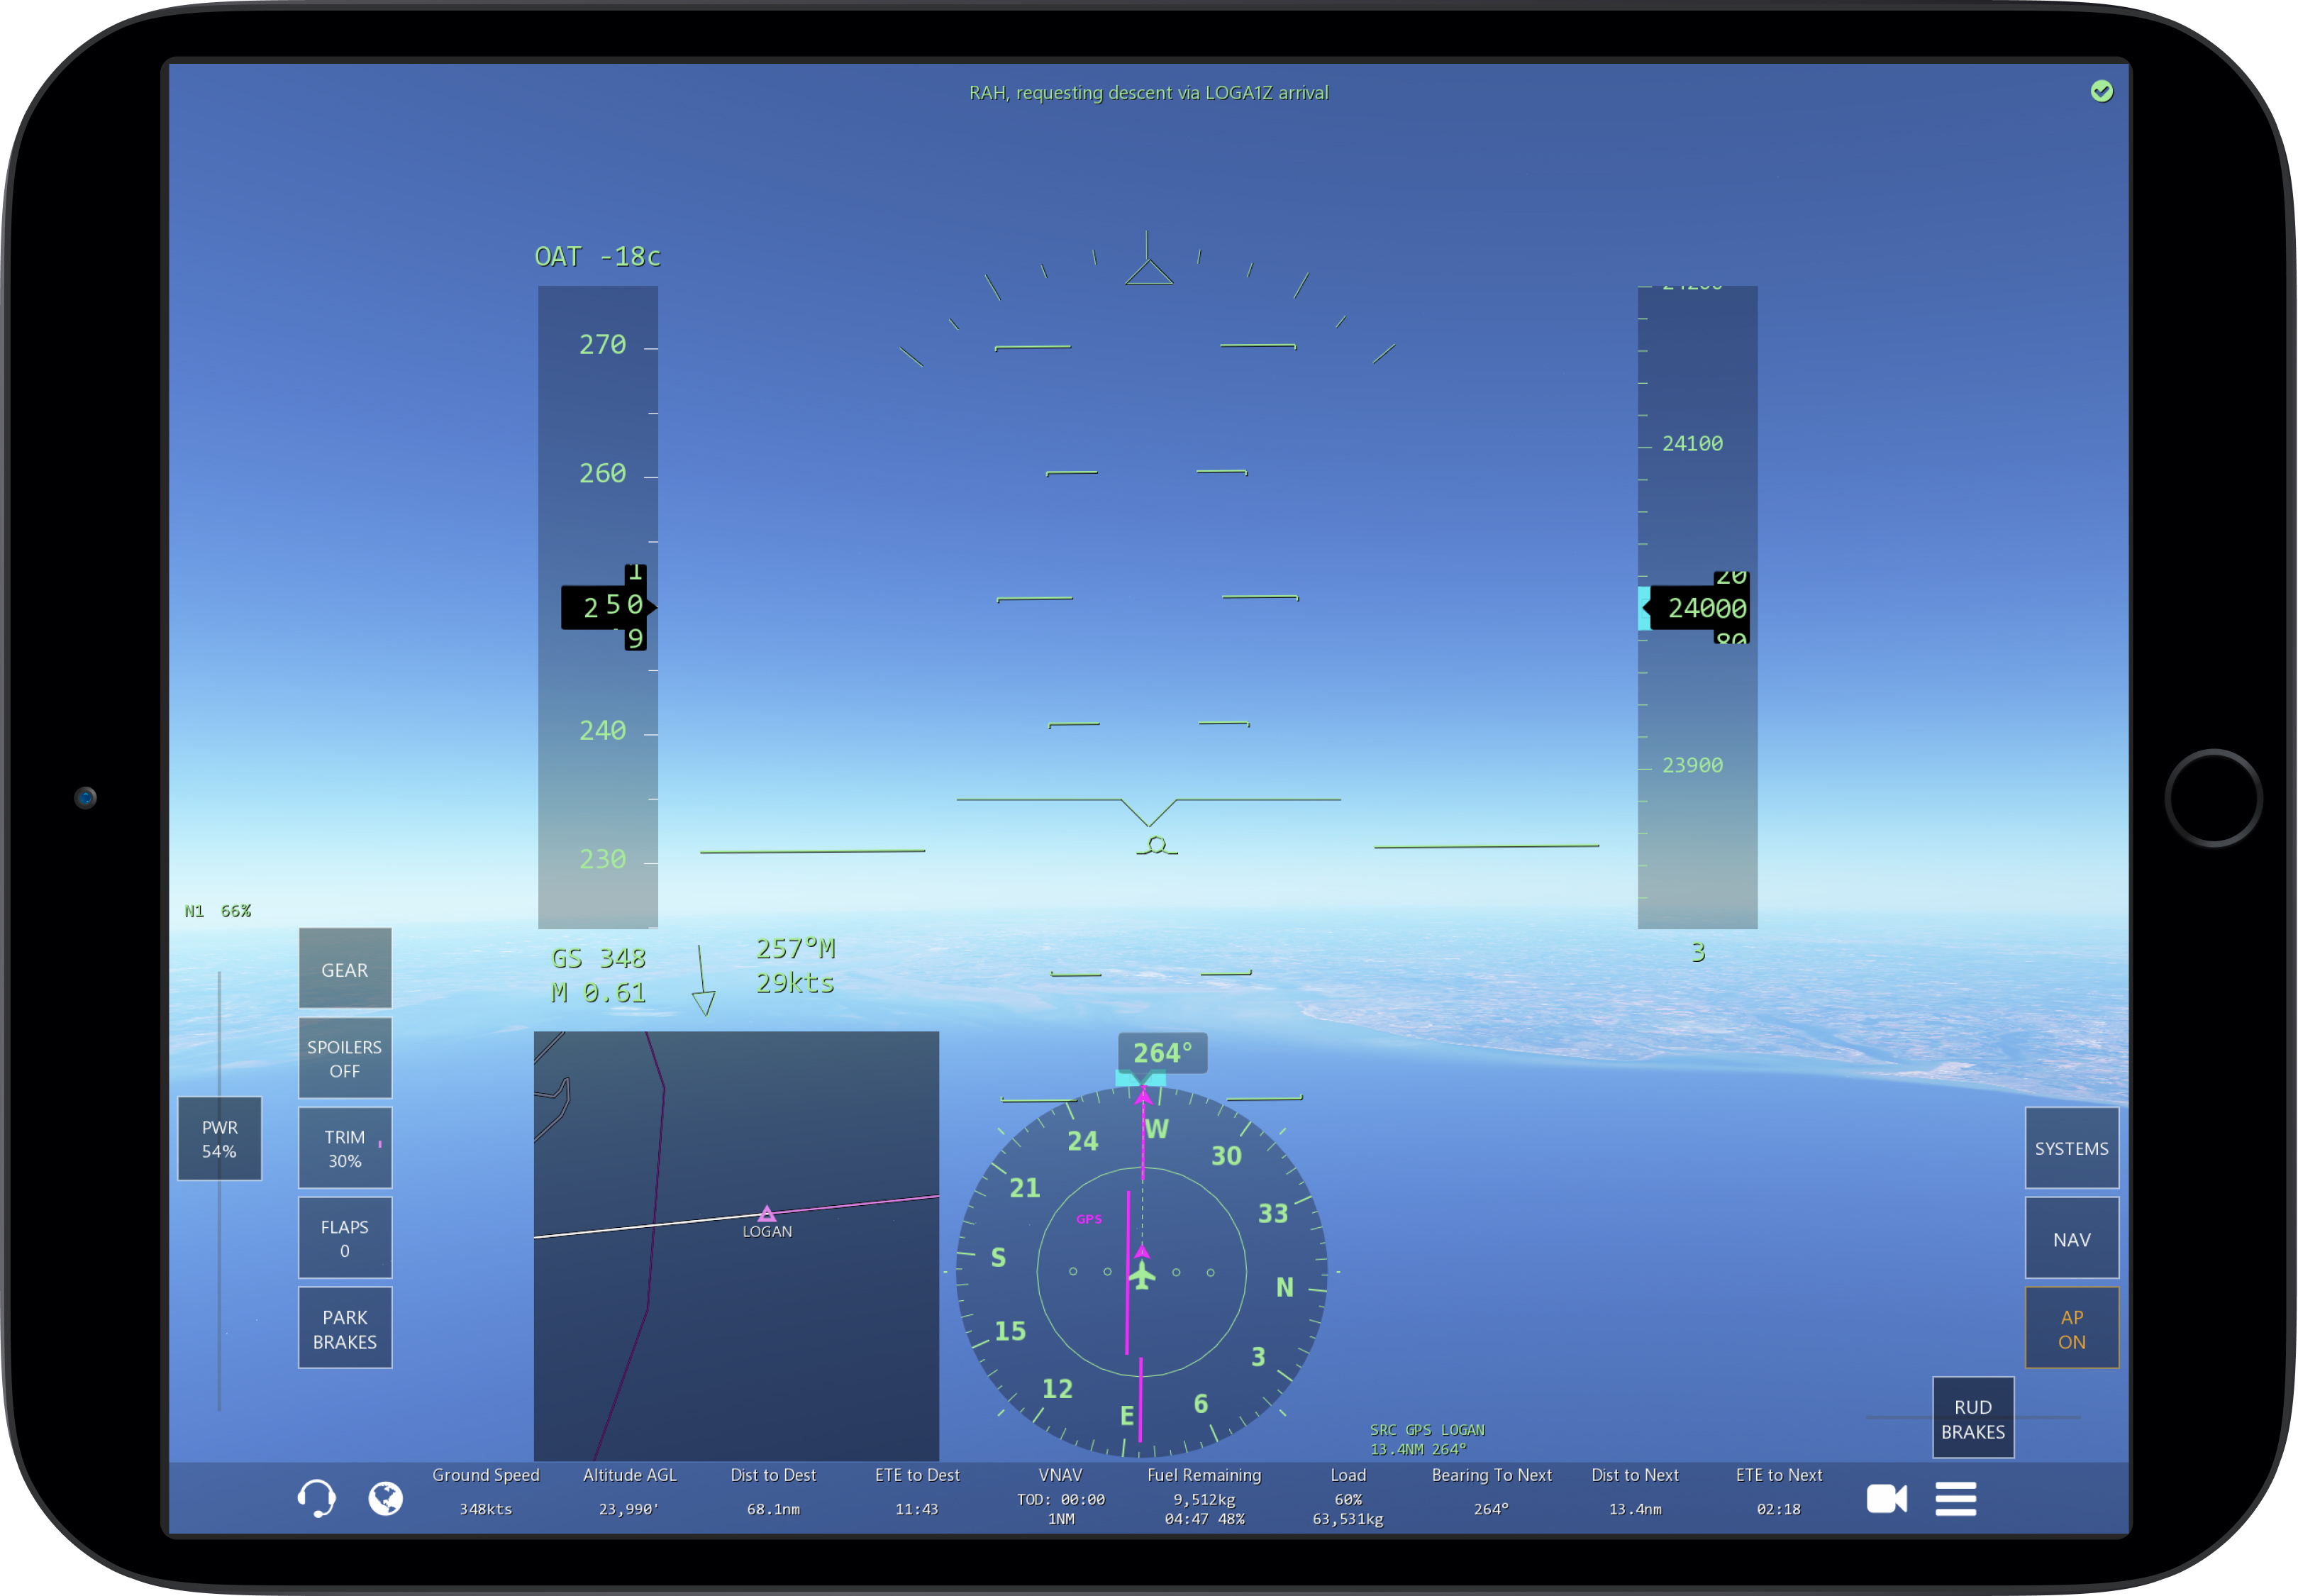 RAH, requesting descent via LOGA1Z arrival
OAT -18c
270
260
1
250
9
240
230
24200
24100
20
24000
80
23900
3
N1 66%
GS 348
M 0.61
257°M
29kts
GEAR
SPOILERS
OFF
PWR
54%
TRIM
30%
FLAPS
0
PARK
BRAKES
LOGAN
264°
GPS
24
W
30
33
N
3
6
E
12
15
S
21
SRC GPS LOGAN
13.4NM 264°
SYSTEMS
NAV
AP
ON
RUD
BRAKES
Ground Speed
348kts
Altitude AGL
23,990'
Dist to Dest
68.1nm
ETE to Dest
11:43
VNAV
TOD: 00:00
1NM
Fuel Remaining
9,512kg
04:47 48%
Load
60%
63,531kg
Bearing To Next
264°
Dist to Next
13.4nm
ETE to Next
02:18